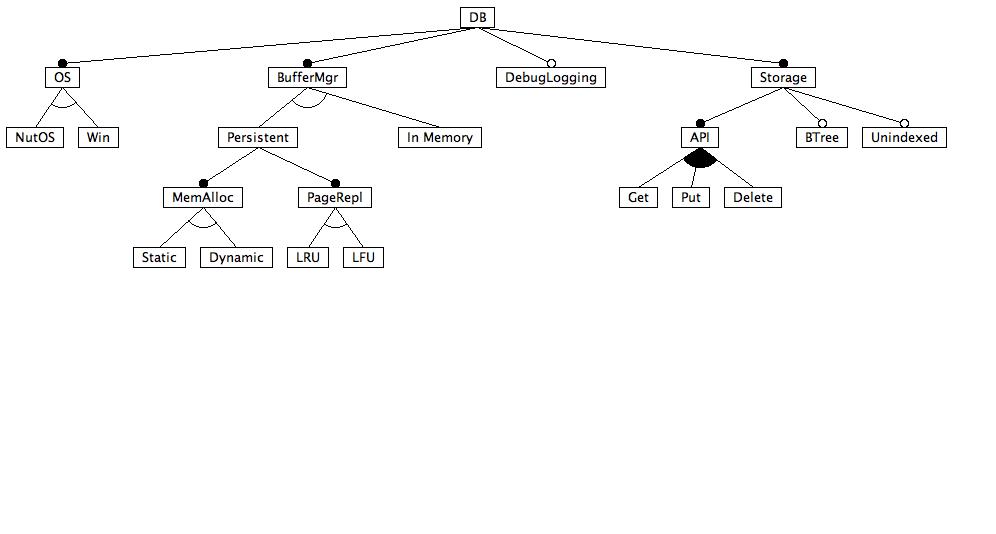 DB
OS
BufferMgr
DebugLogging
Storage
NutOS
Win
Persistent
In Memory
API
BTree
Unindexed
MemAlloc
PageRepl
Get
Put
Delete
Static
Dynamic
LRU
LFU